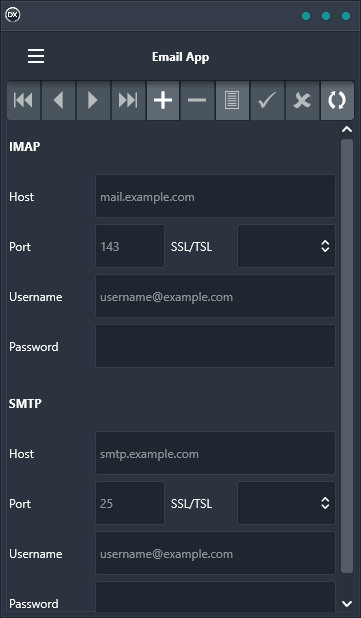 DX
Email App
IMAP
Host mail.example.com
Port 143 SSL/TSL
Username username@example.com
Password
SMTP
Host smtp.example.com
Port 25 SSL/TSL
Username username@example.com
Password